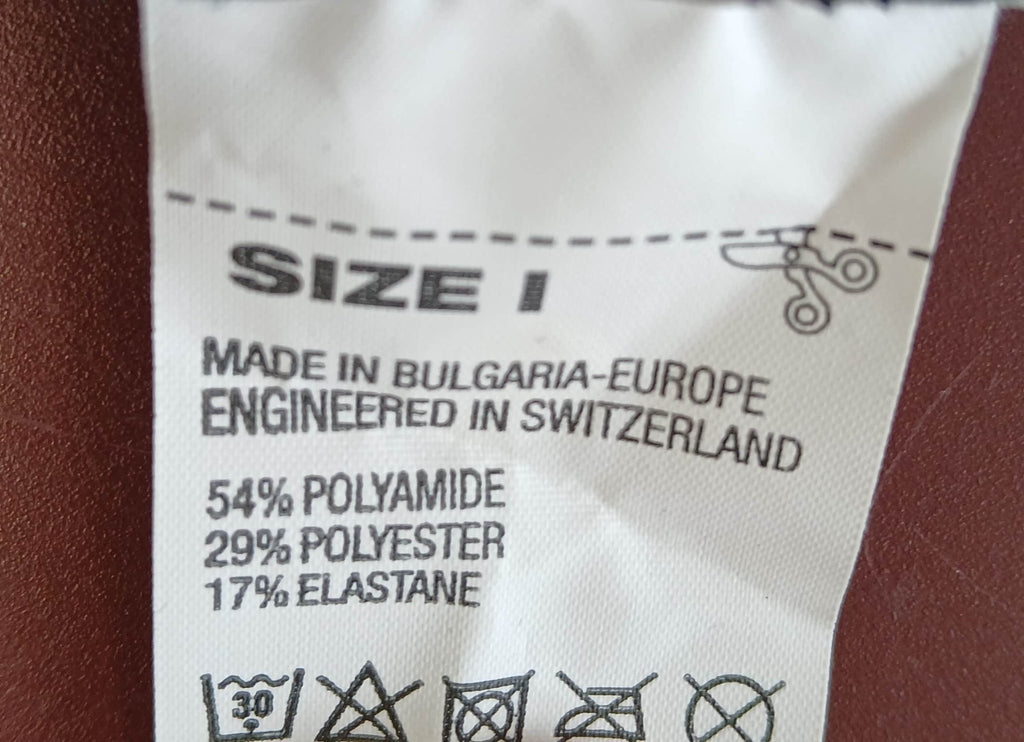 SIZE I
MADE IN BULGARIA-EUROPE
ENGINEERED IN SWITZERLAND
54% POLYAMIDE
29% POLYESTER
17% ELASTANE
30